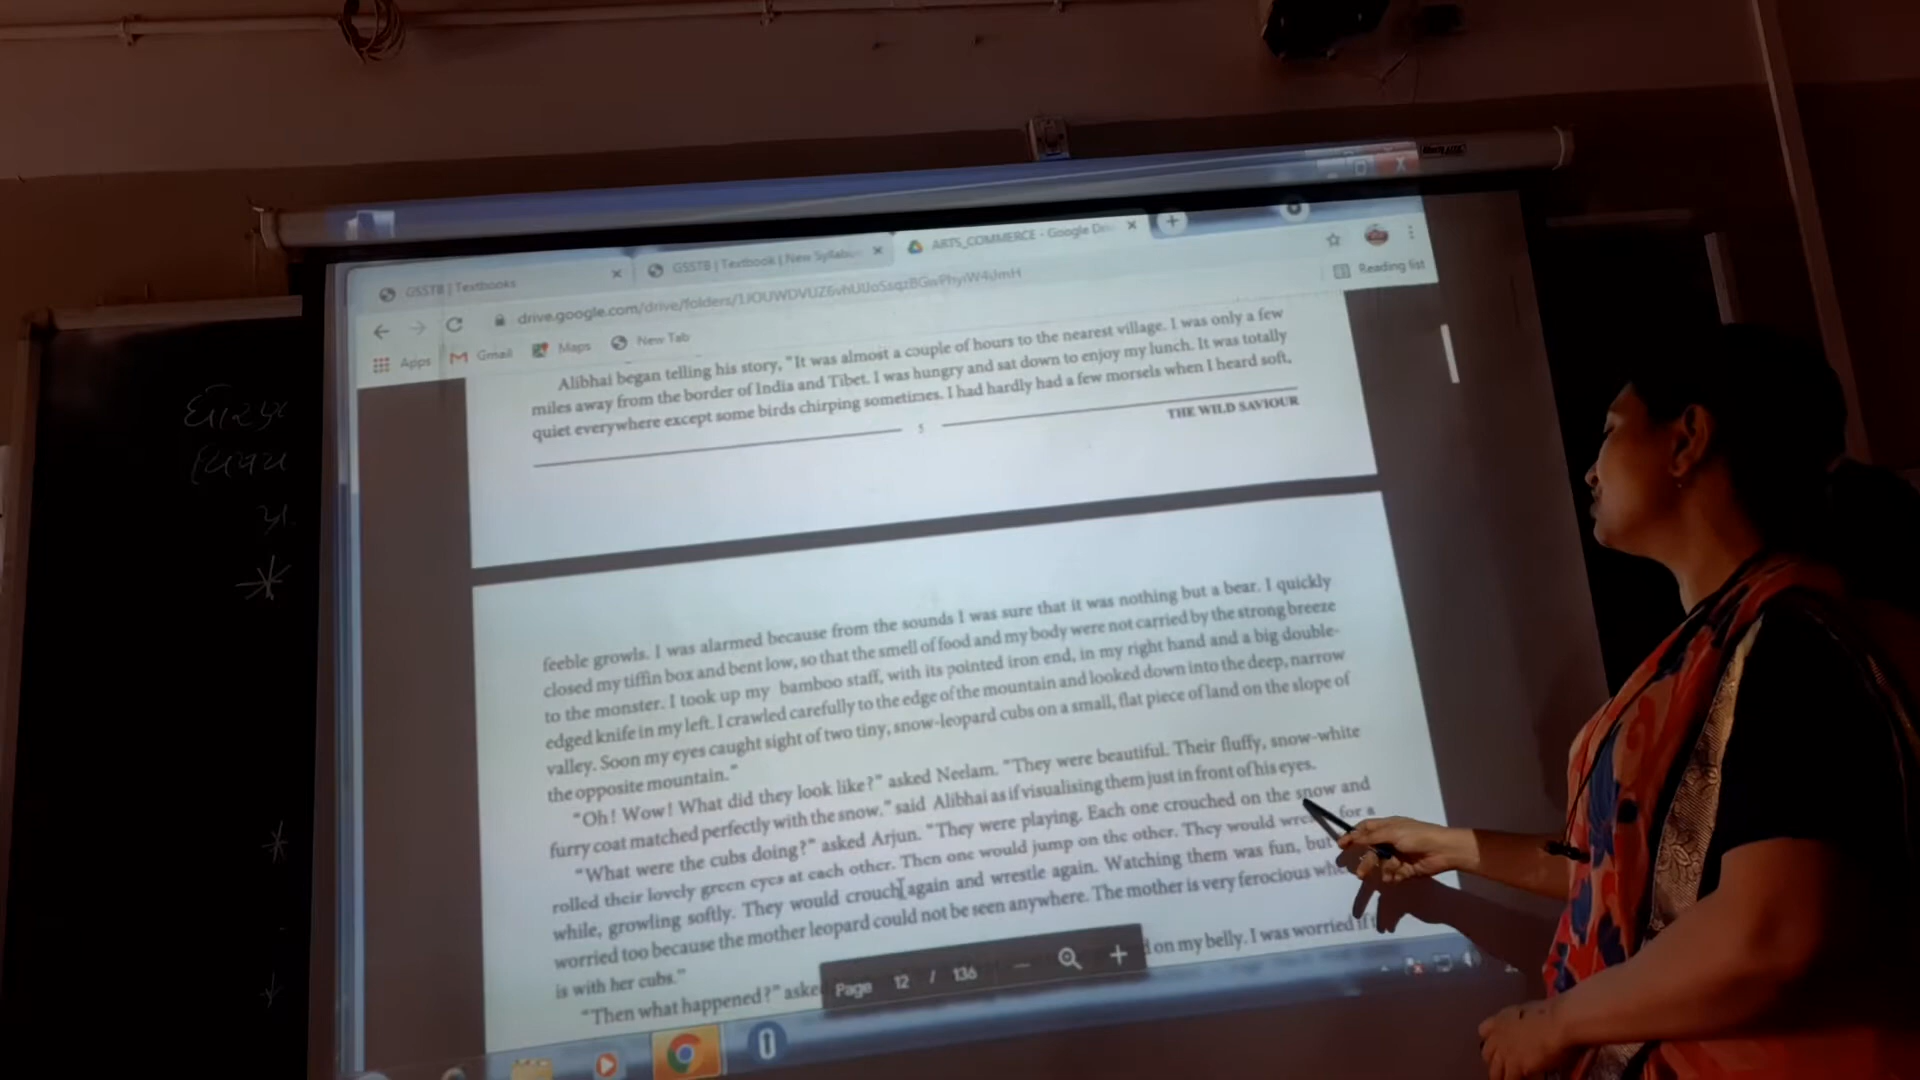 GSSTB | Textbooks
GSSTB | Textbook | New Syllabu
ARTS_COMMERCE - Google Dri
drive.google.com/drive/folders/
Reading list
Apps
Gmail
Maps
New Tab
Alibhai began telling his story, "It was almost a couple of hours to the nearest village. I was only a few
miles away from the border of India and Tibet. I was hungry and sat down to enjoy my lunch. It was totally
quiet everywhere except some birds chirping sometimes. I had hardly had a few morsels when I heard soft,
5
THE WILD SAVIOUR
feeble growls. I was alarmed because from the sounds I was sure that it was nothing but a bear. I quickly
closed my tiffin box and bent low, so that the smell of food and my body were not carried by the strong breeze
to the monster. I took up my bamboo staff, with its pointed iron end, in my right hand and a big double-
edged knife in my left. I crawled carefully to the edge of the mountain and looked down into the deep, narrow
valley. Soon my eyes caught sight of two tiny, snow-leopard cubs on a small, flat piece of land on the slope of
the opposite mountain."
"Oh! Wow! What did they look like?" asked Neelam. "They were beautiful. Their fluffy, snow-white
furry coat matched perfectly with the snow," said Alibhai as if visualising them just in front of his eyes.
"What were the cubs doing?" asked Arjun. "They were playing. Each one crouched on the snow and
rolled their lovely green eyes at each other. Then one would jump on the other. They would for a
while, growling softly. They would crouch again and wrestle again. Watching them was fun, but
worried too because the mother leopard could not be seen anywhere. The mother is very ferocious
is with her cubs."
"Then what happened?" on my belly. I was worried if
Page 12 / 136